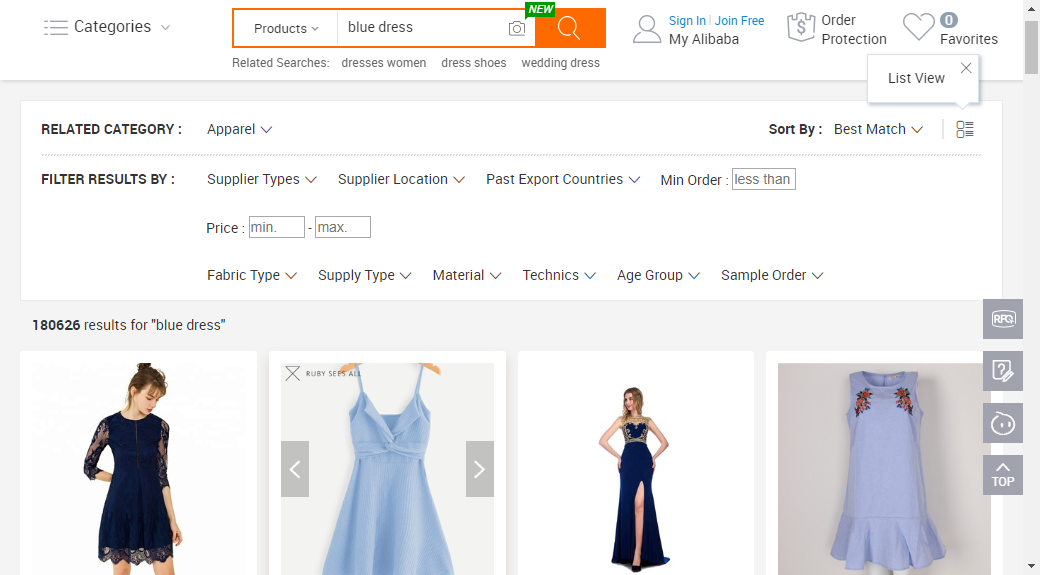 Categories
Products
blue dress
NEW
Sign In | Join Free
My Alibaba
Order
Protection
0
Favorites
Related Searches: dresses women dress shoes wedding dress
List View
RELATED CATEGORY : Apparel
Sort By : Best Match
FILTER RESULTS BY : Supplier Types Supplier Location Past Export Countries Min Order : less than
Price : min. - max.
Fabric Type Supply Type Material Technics Age Group Sample Order
180626 results for "blue dress"
RFQ
RUBY SEES ALL
TOP